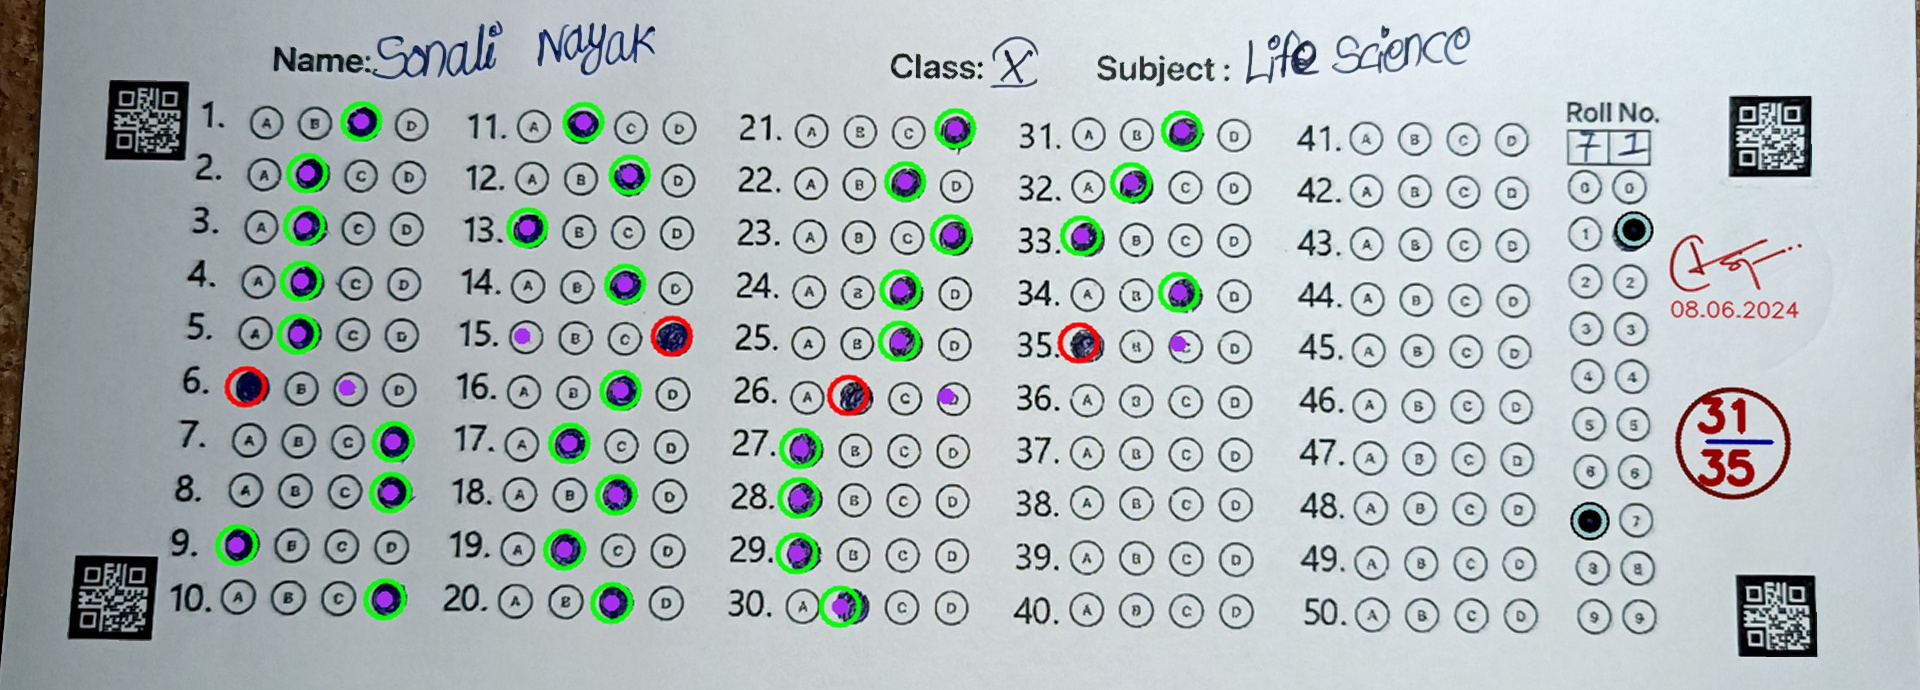 Name: Sonali Nayak Class: X Subject : Life Science
Roll No.
7 1
1. A B D 11. A C D 21. A B C 31. A B D 41. A B C D
2. A C D 12. A B D 22. A B D 32. A C D 42. A B C D
3. A C D 13. B C D 23. A B C 33. B C D 43. A B C D
4. A C D 14. A B D 24. A B D 34. A B D 44. A B C D
5. A C D 15. B C 25. A B D 35. B C D 45. A B C D
6. B D 16. A B D 26. A C 36. A B C D 46. A B C D
7. A B C 17. A C D 27. B C D 37. A B C D 47. A B C D
8. A B C 18. A B D 28. B C D 38. A B C D 48. A B C D
9. B C D 19. A C D 29. B C D 39. A B C D 49. A B C D
10. A B C 20. A B D 30. A C D 40. A B C D 50. A B C D
0 0
1
2 2
3 3
4 4
5 5
6 6
7
8 8
9 9
08.06.2024
31
35